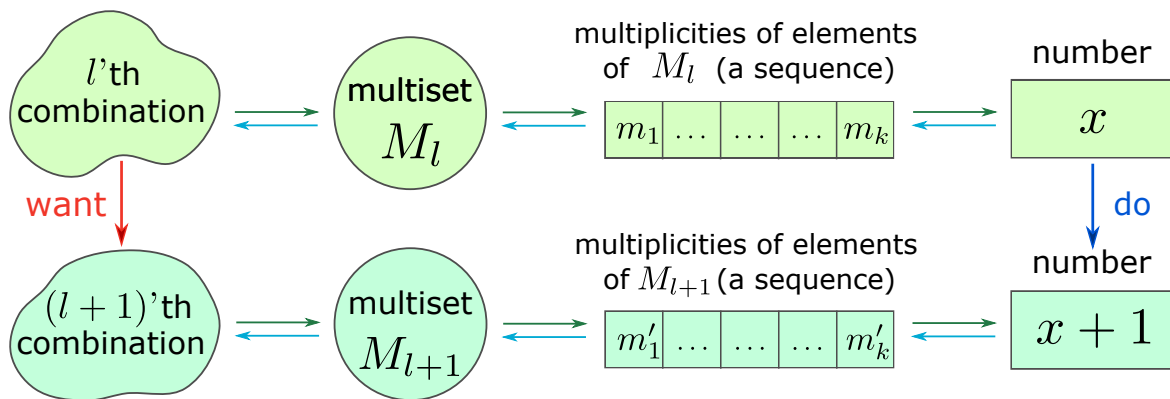 l'th
combination
multiset
M_l
multiplicities of elements
of M_l (a sequence)
m_1 … … … m_k
number
x
want
do
(l + 1)'th
combination
multiset
M_{l+1}
multiplicities of elements
of M_{l+1} (a sequence)
m'_1 … … … m'_k
number
x + 1